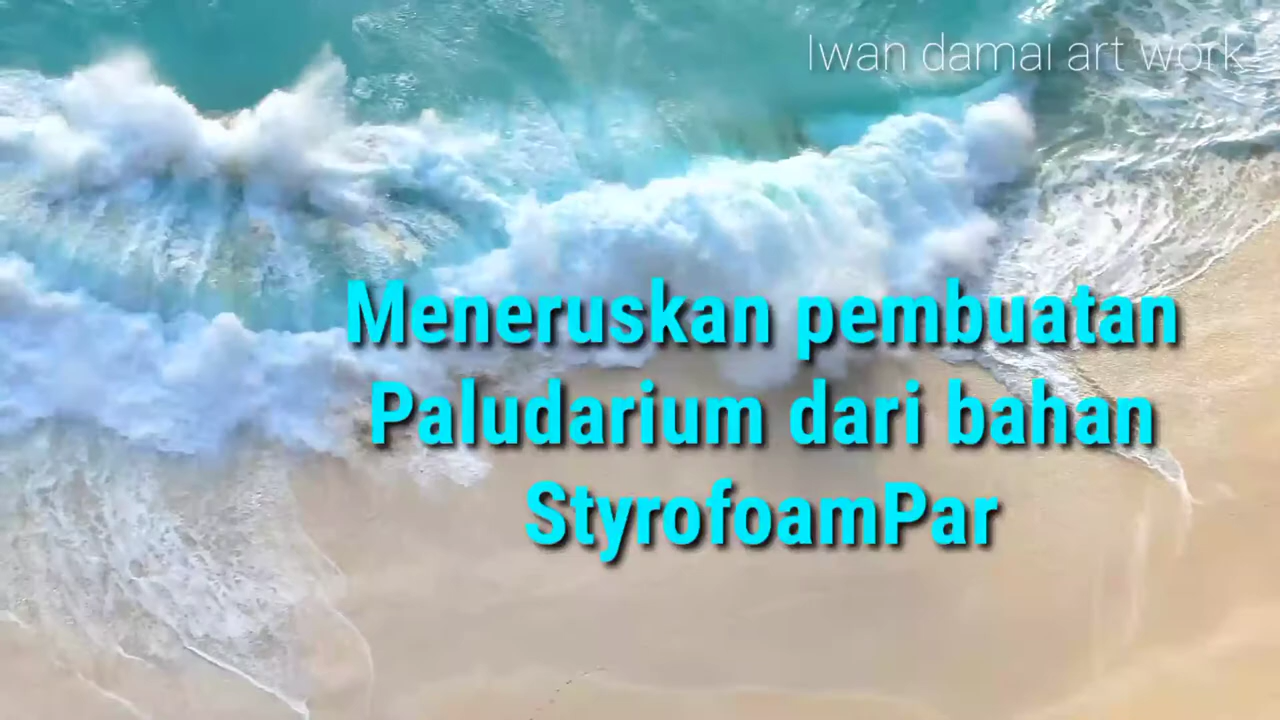 Iwan damai art work
Meneruskan pembuatan
Paludarium dari bahan
StyrofoamPar